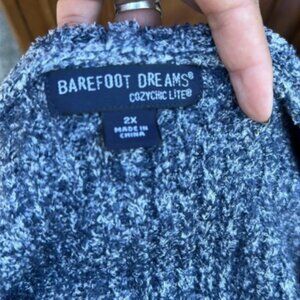 BAREFOOT DREAMS®
COZYCHIC LITE®
2X
MADE IN
CHINA